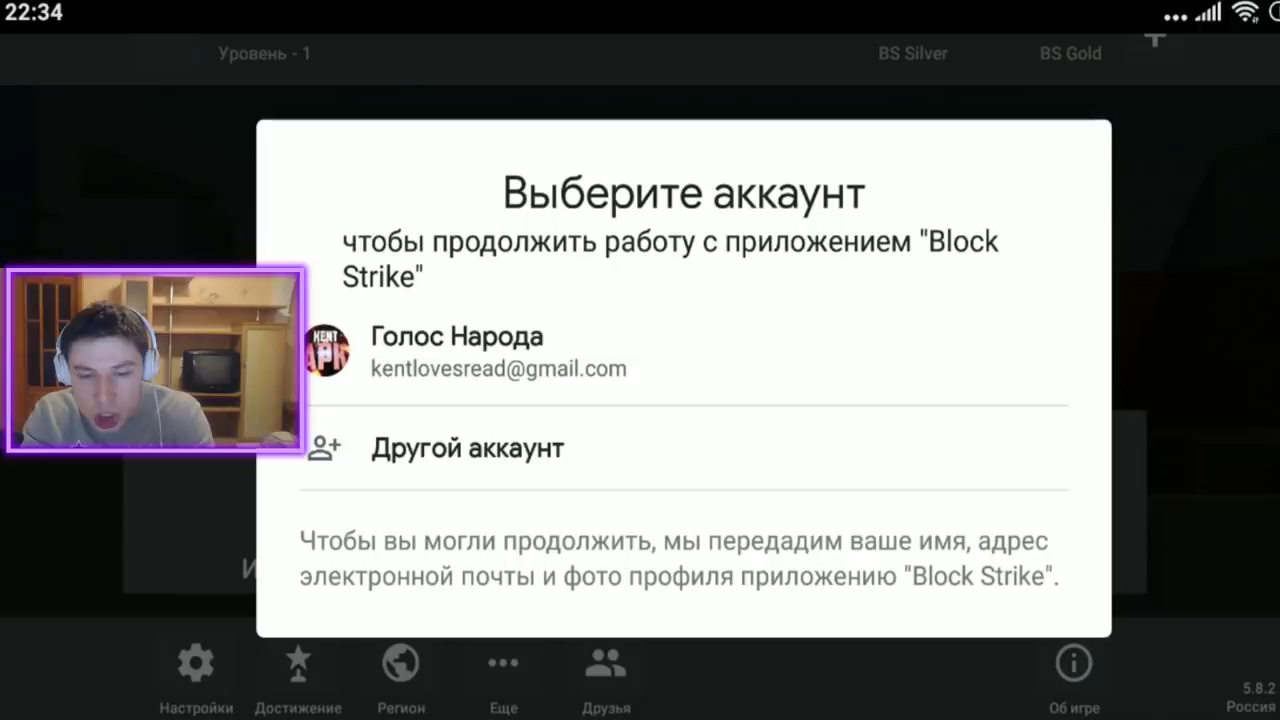 22:34
Уровень - 1
BS Silver
BS Gold
Выберите аккаунт
чтобы продолжить работу с приложением "Block
Strike"
KENT
АРК
Голос Народа
kentlovesread@gmail.com
Другой аккаунт
Чтобы вы могли продолжить, мы передадим ваше имя, адрес
электронной почты и фото профиля приложению "Block Strike".
Настройки
Достижение
Регион
Еще
Друзья
Об игре
5.8.2
Россия